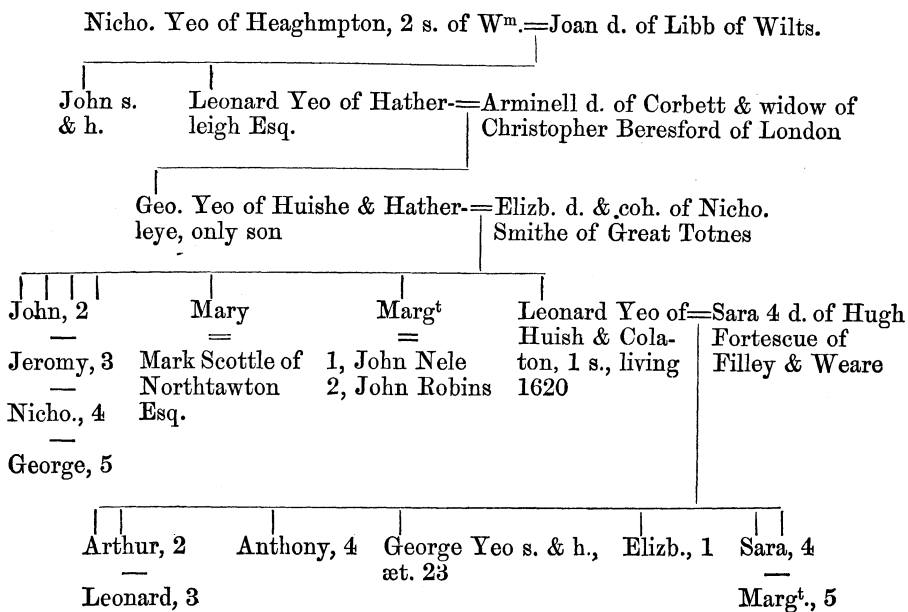 Nicho. Yeo of Heaghmpton, 2 s. of Wᵐ.=Joan d. of Libb of Wilts.
John s.
& h.
Leonard Yeo of Hather-=Arminell d. of Corbett & widow of
leigh Esq.
Christopher Beresford of London
Geo. Yeo of Huishe & Hather-=Elizb. d. & coh. of Nicho.
leye, only son
Smithe of Great Totnes
John, 2
Jeromy, 3
Nicho., 4
George, 5
Mary
=
Mark Scottle of
Northtawton
Esq.
Margᵗ
=
1, John Nele
2, John Robins
Leonard Yeo of=Sara 4 d. of Hugh
Huish & Cola-
ton, 1 s., living
1620
Fortescue of
Filley & Weare
Arthur, 2
Leonard, 3
Anthony, 4
George Yeo s. & h.,
æt. 23
Elizb., 1
Sara, 4
Margᵗ., 5